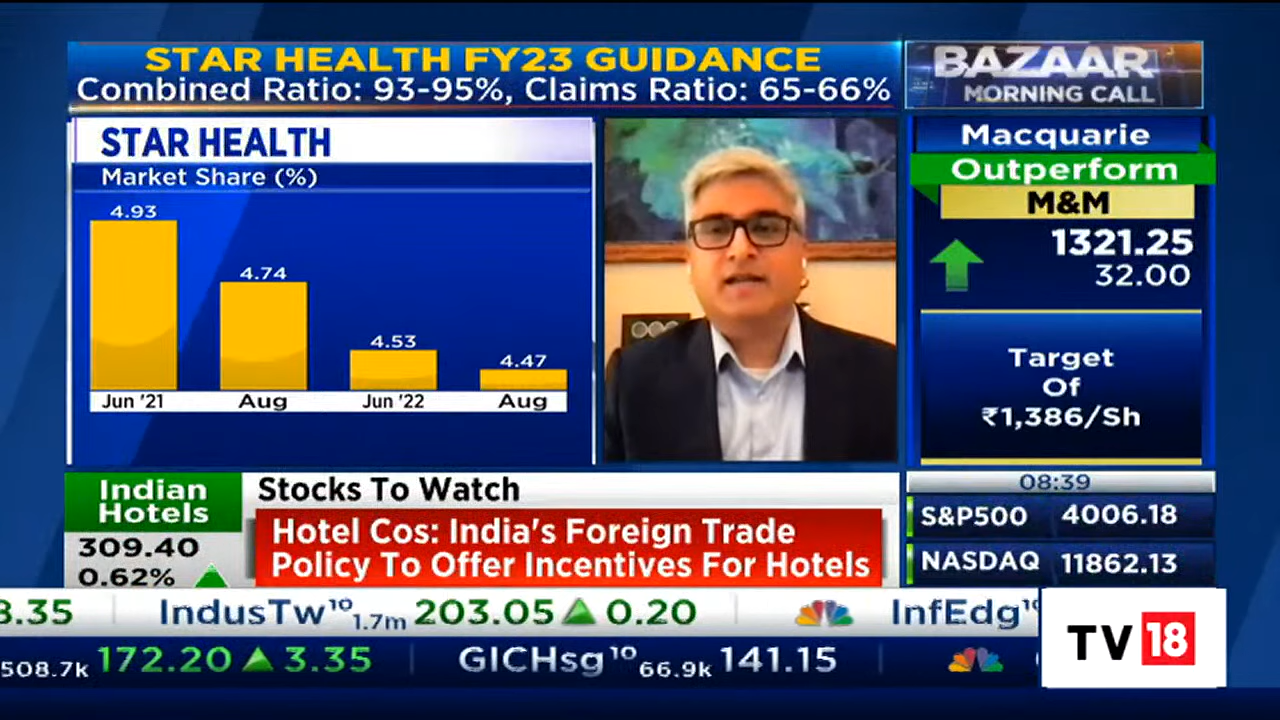 STAR HEALTH FY23 GUIDANCE
Combined Ratio: 93-95%, Claims Ratio: 65-66%
BAZAAR
MORNING CALL
STAR HEALTH
Market Share (%)
4.93
4.74
4.53
4.47
Jun '21
Aug
Jun '22
Aug
Macquarie
Outperform
M&M
1321.25
32.00
Target
Of
₹1,386/Sh
08:39
S&P500 4006.18
NASDAQ 11862.13
Indian
Hotels
309.40
0.62%
Stocks To Watch
Hotel Cos: India's Foreign Trade
Policy To Offer Incentives For Hotels
8.35 IndusTw¹⁰ 1.7m 203.05 0.20 InfEdg¹⁰
508.7k 172.20 3.35 GICHsg¹⁰ 66.9k 141.15
TV18